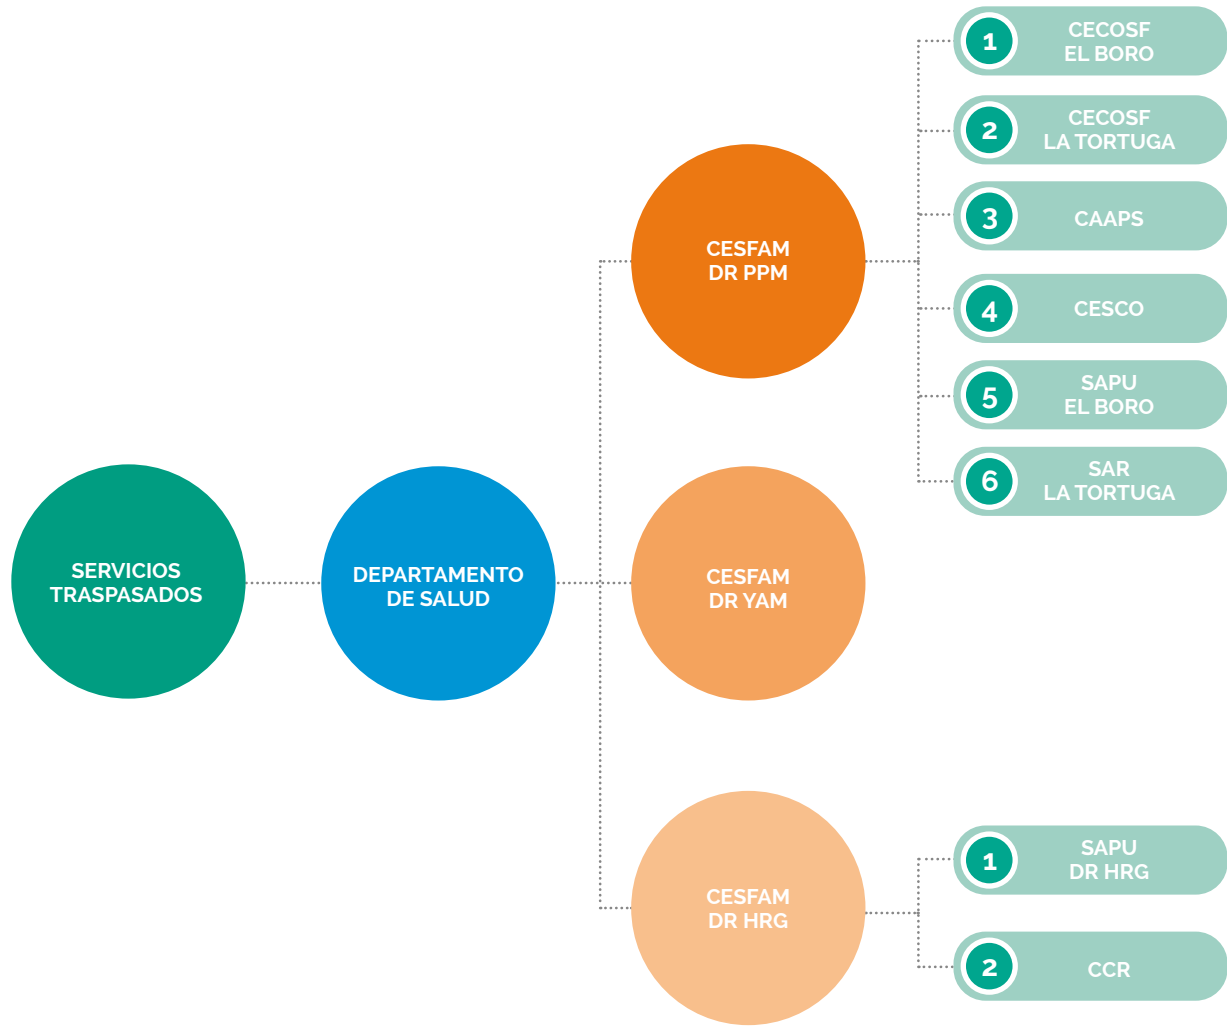 SERVICIOS
TRASPASADOS
DEPARTAMENTO
DE SALUD
CESFAM
DR PPM
1
CECOSF
EL BORO
2
CECOSF
LA TORTUGA
3
CAAPS
4
CESCO
5
SAPU
EL BORO
6
SAR
LA TORTUGA
CESFAM
DR YAM
CESFAM
DR HRG
1
SAPU
DR HRG
2
CCR